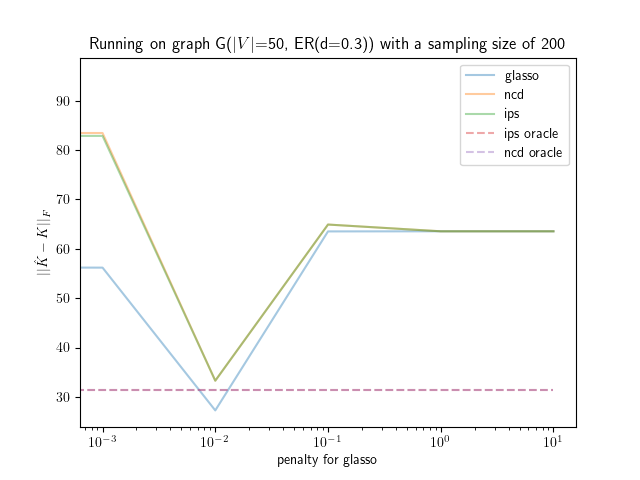 Running on graph G(|V|=50, ER(d=0.3)) with a sampling size of 200
glasso
ncd
ips
ips oracle
ncd oracle
90
80
70
60
50
40
30
||K̂ − K||_F
10^{-3}
10^{-2}
10^{-1}
10^{0}
10^{1}
penalty for glasso